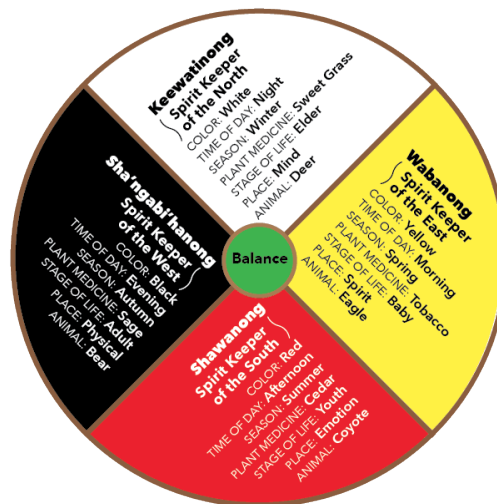 Keewatinong
Spirit Keeper
of the North
COLOR: White
TIME OF DAY: Night
SEASON: Winter
PLANT MEDICINE: Sweet Grass
STAGE OF LIFE: Elder
PLACE: Mind
ANIMAL: Deer
Wabanong
Spirit Keeper
of the East
COLOR: Yellow
TIME OF DAY: Morning
SEASON: Spring
PLANT MEDICINE: Tobacco
STAGE OF LIFE: Baby
PLACE: Spirit
ANIMAL: Eagle
Shawanong
Spirit Keeper
of the South
COLOR: Red
TIME OF DAY: Afternoon
SEASON: Summer
PLANT MEDICINE: Cedar
STAGE OF LIFE: Youth
PLACE: Emotion
ANIMAL: Coyote
Sha'ngabi'hanong
Spirit Keeper
of the West
COLOR: Black
TIME OF DAY: Evening
SEASON: Autumn
PLANT MEDICINE: Sage
STAGE OF LIFE: Adult
PLACE: Physical
ANIMAL: Bear
Balance